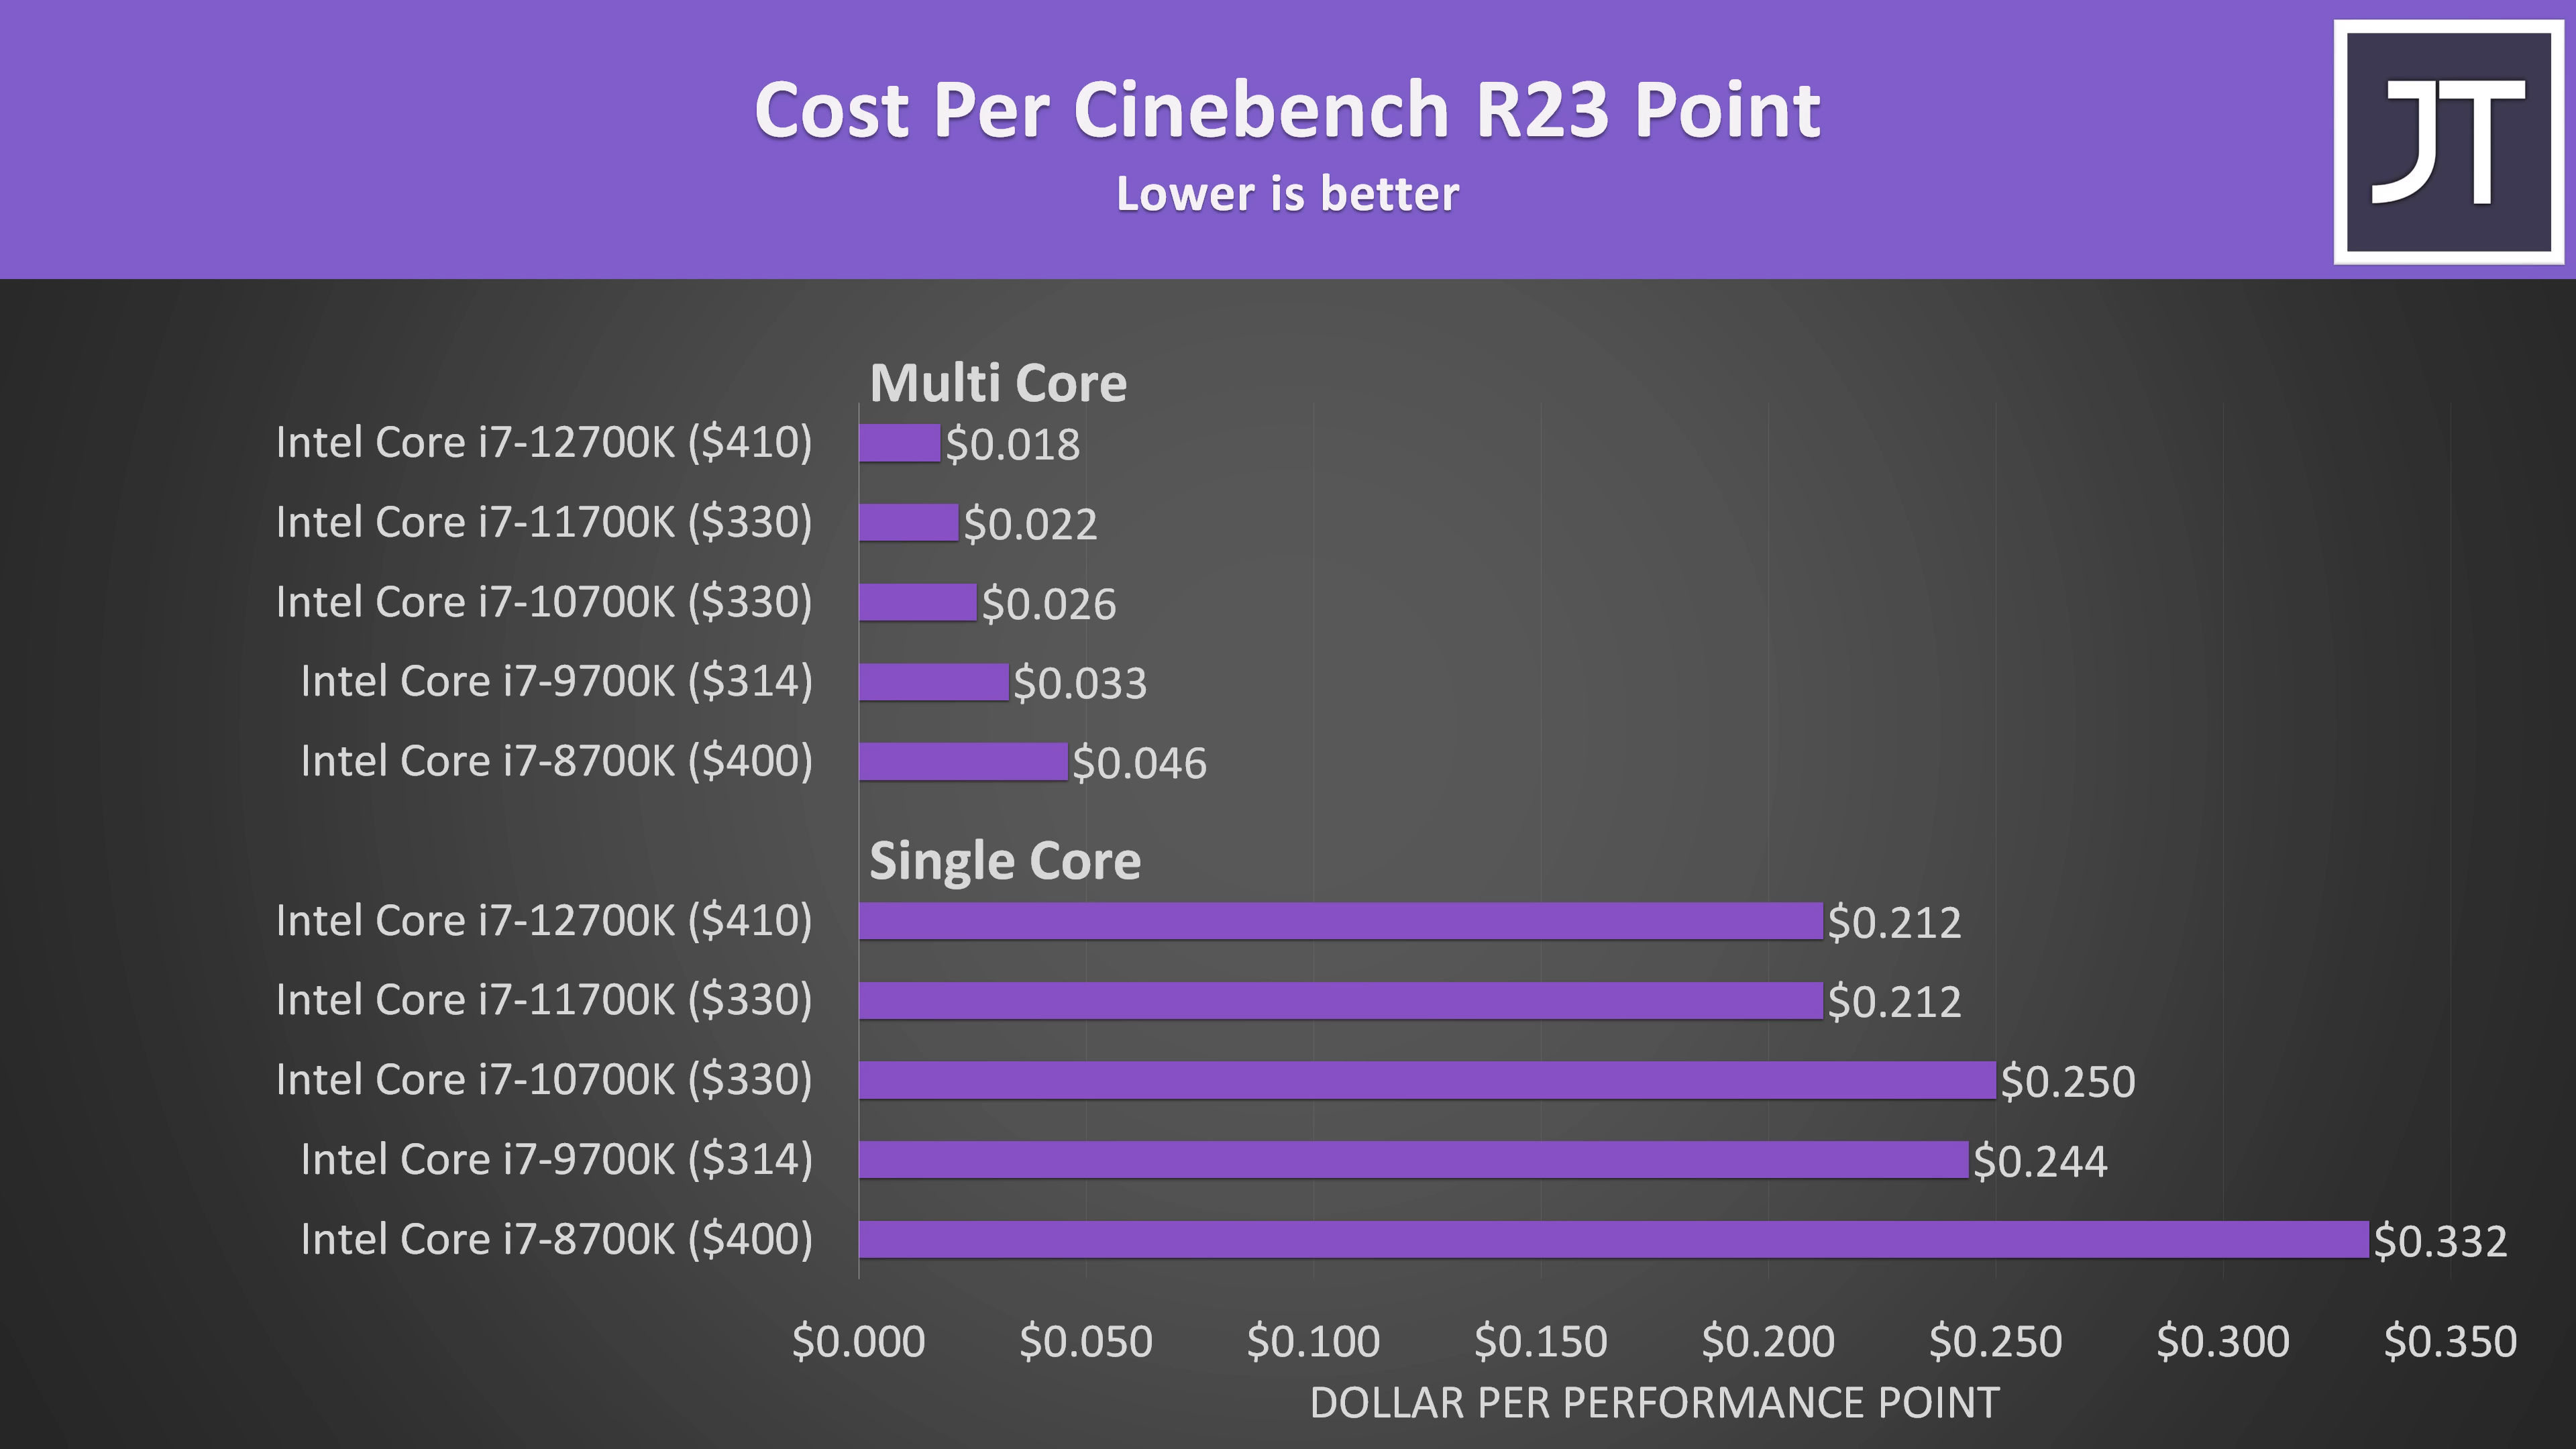 Cost Per Cinebench R23 Point
Lower is better
JT
Multi Core
Intel Core i7-12700K ($410) $0.018
Intel Core i7-11700K ($330) $0.022
Intel Core i7-10700K ($330) $0.026
Intel Core i7-9700K ($314) $0.033
Intel Core i7-8700K ($400) $0.046
Single Core
Intel Core i7-12700K ($410) $0.212
Intel Core i7-11700K ($330) $0.212
Intel Core i7-10700K ($330) $0.250
Intel Core i7-9700K ($314) $0.244
Intel Core i7-8700K ($400) $0.332
$0.000 $0.050 $0.100 $0.150 $0.200 $0.250 $0.300 $0.350
DOLLAR PER PERFORMANCE POINT